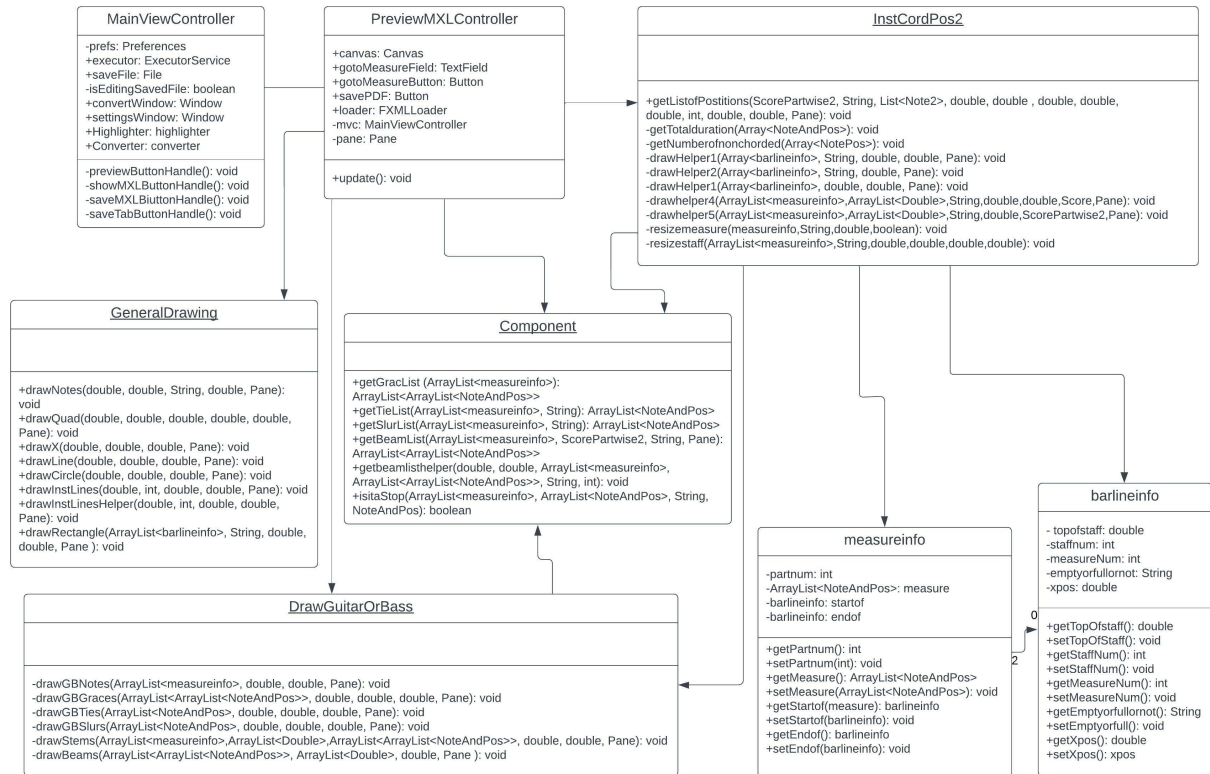 MainViewController
-prefs: Preferences
+executor: ExecutorService
+saveFile: File
-isEditingSavedFile: boolean
+convertWindow: Window
+settingsWindow: Window
+Highlighter: highlighter
+Converter: converter
-previewButtonHandle(): void
-showMXLButtonHandle(): void
-saveMXLBiuttonHandle(): void
-saveTabButtonHandle(): void
PreviewMXLController
+canvas: Canvas
+gotoMeasureField: TextField
+gotoMeasureButton: Button
+savePDF: Button
+loader: FXMLLoader
-mvc: MainViewController
-pane: Pane
+update(): void
InstCordPos2
+getListofPostitions(ScorePartwise2, String, List<Note2>, double, double , double, double,
double, int, double, double, Pane): void
-getTotalduration(Array<NoteAndPos>): void
-getNumberofnonchorded(Array<NotePos>): void
-drawHelper1(Array<barlineinfo>, String, double, double, Pane): void
-drawHelper2(Array<barlineinfo>, String, double, Pane): void
-drawHelper1(Array<barlineinfo>, double, double, Pane): void
-drawhelper4(ArrayList<measureinfo>,ArrayList<Double>,String,double,double,Score,Pane): void
-drawhelper5(ArrayList<measureinfo>,ArrayList<Double>,String,double,ScorePartwise2,Pane): void
-resizemeasure(measureinfo,String,double,boolean): void
-resizestaff(ArrayList<measureinfo>,String,double,double,double,double): void
GeneralDrawing
+drawNotes(double, double, String, double, Pane):
void
+drawQuad(double, double, double, double, double,
Pane): void
+drawX(double, double, double, Pane): void
+drawLine(double, double, double, Pane): void
+drawCircle(double, double, double, Pane): void
+drawInstLines(double, int, double, double, Pane): void
+drawInstLinesHelper(double, int, double, double,
Pane): void
+drawRectangle(ArrayList<barlineinfo>, String, double,
double, Pane ): void
Component
+getGracList (ArrayList<measureinfo>):
ArrayList<ArrayList<NoteAndPos>>
+getTieList(ArrayList<measureinfo>, String): ArrayList<NoteAndPos>
+getSlurList(ArrayList<measureinfo>, String): ArrayList<NoteAndPos>
+getBeamList(ArrayList<measureinfo>, ScorePartwise2, String, Pane):
ArrayList<ArrayList<NoteAndPos>>
+getbeamlisthelper(double, double, ArrayList<measureinfo>,
ArrayList<ArrayList<NoteAndPos>>, String, int): void
+isitaStop(ArrayList<measureinfo>, ArrayList<NoteAndPos>, String,
NoteAndPos): boolean
DrawGuitarOrBass
-drawGBNotes(ArrayList<measureinfo>, double, double, Pane): void
-drawGBGraces(ArrayList<ArrayList<NoteAndPos>>, double, double, double, Pane): void
-drawGBTies(ArrayList<NoteAndPos>, double, double, double, Pane): void
-drawGBSlurs(ArrayList<NoteAndPos>, double, double, double, Pane): void
-drawStems(ArrayList<measureinfo>,ArrayList<Double>,ArrayList<ArrayList<NoteAndPos>>, double, double, Pane): void
-drawBeams(ArrayList<ArrayList<NoteAndPos>>, ArrayList<Double>, double, Pane ): void
measureinfo
-partnum: int
-ArrayList<NoteAndPos>: measure
-barlineinfo: startof
-barlineinfo: endof
+getPartnum(): int
+setPartnum(int): void
+getMeasure(): ArrayList<NoteAndPos>
+setMeasure(ArrayList<NoteAndPos>): void
+getStartof(measure): barlineinfo
+setStartof(barlineinfo): void
+getEndof(): barlineinfo
+setEndof(barlineinfo): void
2
0
barlineinfo
- topofstaff: double
-staffnum: int
-measureNum: int
-emptyorfullornot: String
-xpos: double
+getTopOfstaff(): double
+setTopOfStaff(): void
+getStaffNum(): int
+setStaffNum(): void
+getMeasureNum(): int
+setMeasureNum(): void
+getEmptyorfullornot(): String
+setEmptyorfull(): void
+getXpos(): double
+setXpos(): xpos